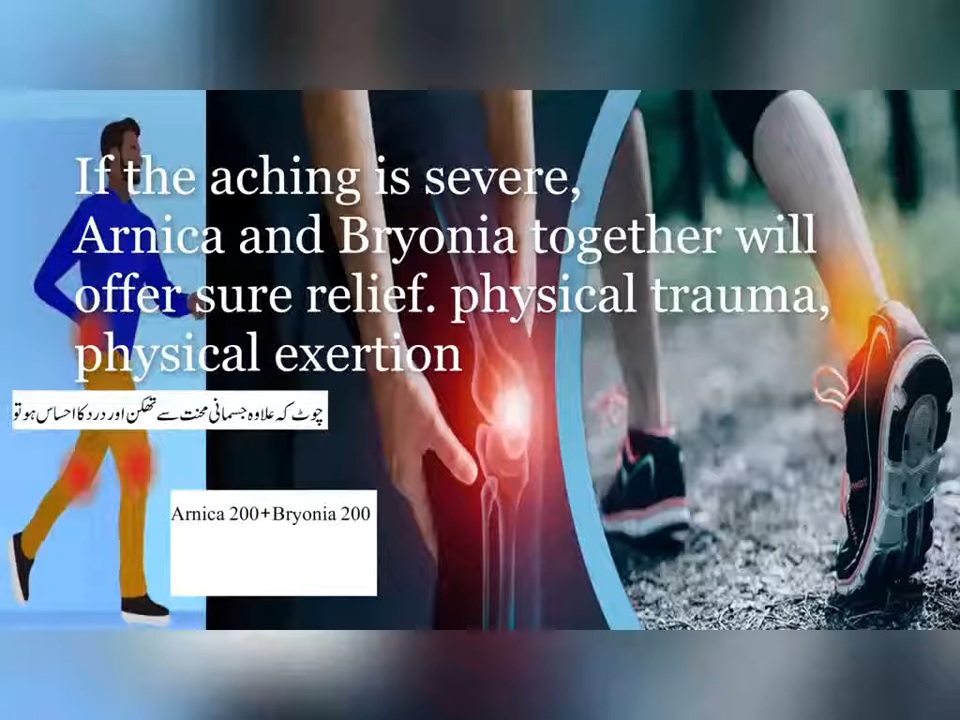 If the aching is severe,
Arnica and Bryonia together will
offer sure relief. physical trauma,
physical exertion
چوٹ کہ علاوہ جسمانی محنت سے تھکن اور درد کا احساس ہو تو
Arnica 200+Bryonia 200